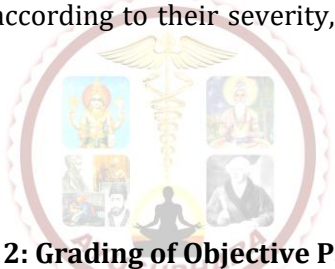 according to their severity,
2: Grading of Objective P